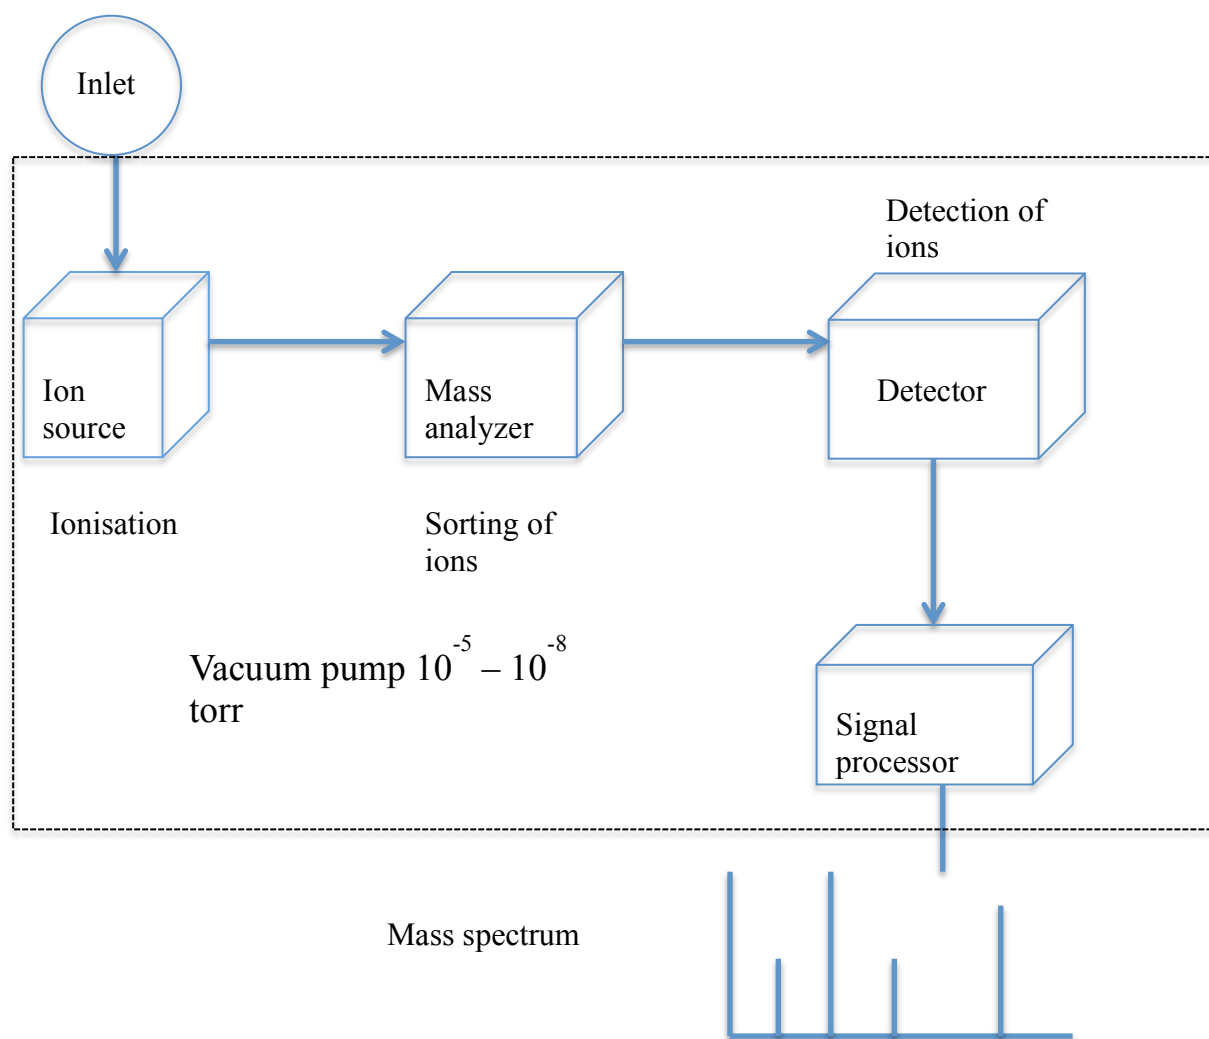 Inlet
Detection of
ions
Ion
source
Mass
analyzer
Detector
Ionisation
Sorting of
ions
Vacuum pump 10⁻⁵ – 10⁻⁸
torr
Signal
processor
Mass spectrum